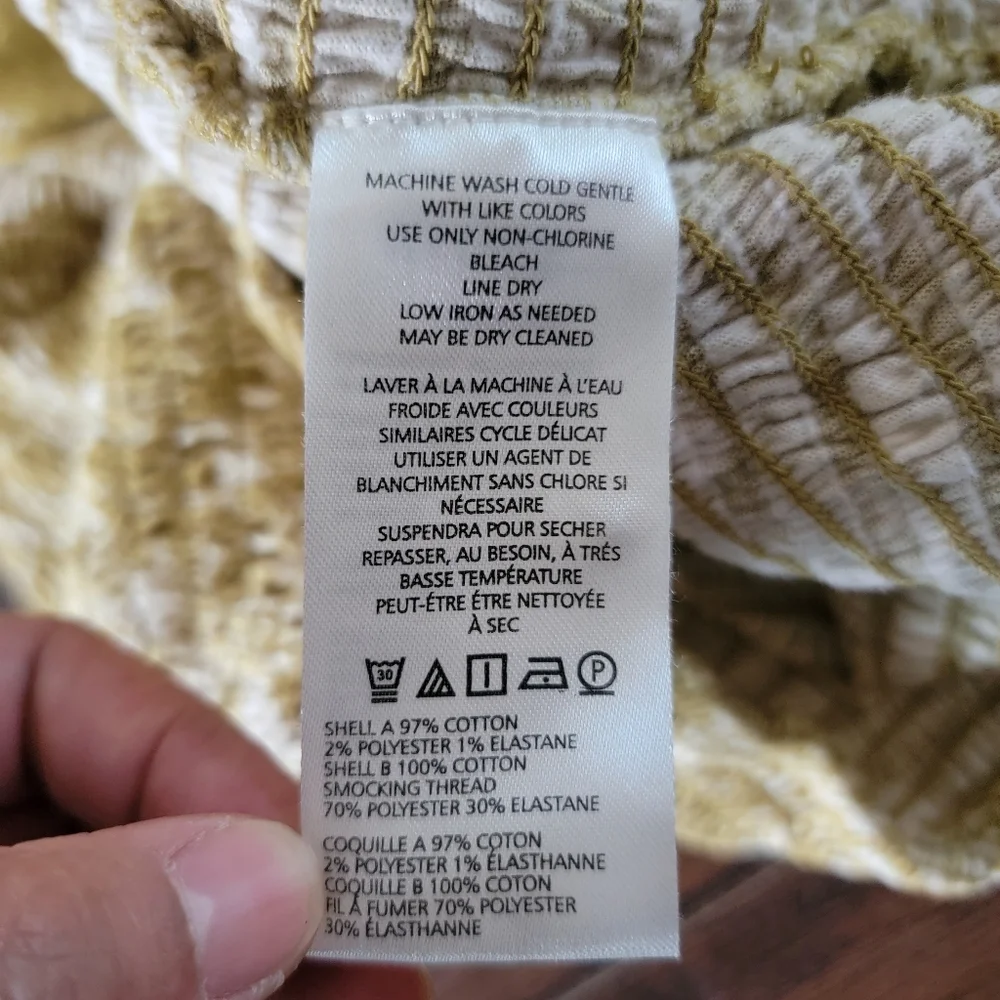 MACHINE WASH COLD GENTLE
WITH LIKE COLORS
USE ONLY NON-CHLORINE
BLEACH
LINE DRY
LOW IRON AS NEEDED
MAY BE DRY CLEANED
LAVER À LA MACHINE À L'EAU
FROIDE AVEC COULEURS
SIMILAIRES CYCLE DÉLICAT
UTILISER UN AGENT DE
BLANCHIMENT SANS CHLORE SI
NÉCESSAIRE
SUSPENDRA POUR SECHER
REPASSER, AU BESOIN, À TRÉS
BASSE TEMPÉRATURE
PEUT-ÉTRE ÉTRE NETTOYÉE
À SEC
30 P
SHELL A 97% COTTON
2% POLYESTER 1% ELASTANE
SHELL B 100% COTTON
SMOCKING THREAD
70% POLYESTER 30% ELASTANE
COQUILLE A 97% COTON
2% POLYESTER 1% ÉLASTHANNE
COQUILLE B 100% COTON
FIL Á FUMER 70% POLYESTER
30% ÉLASTHANNE